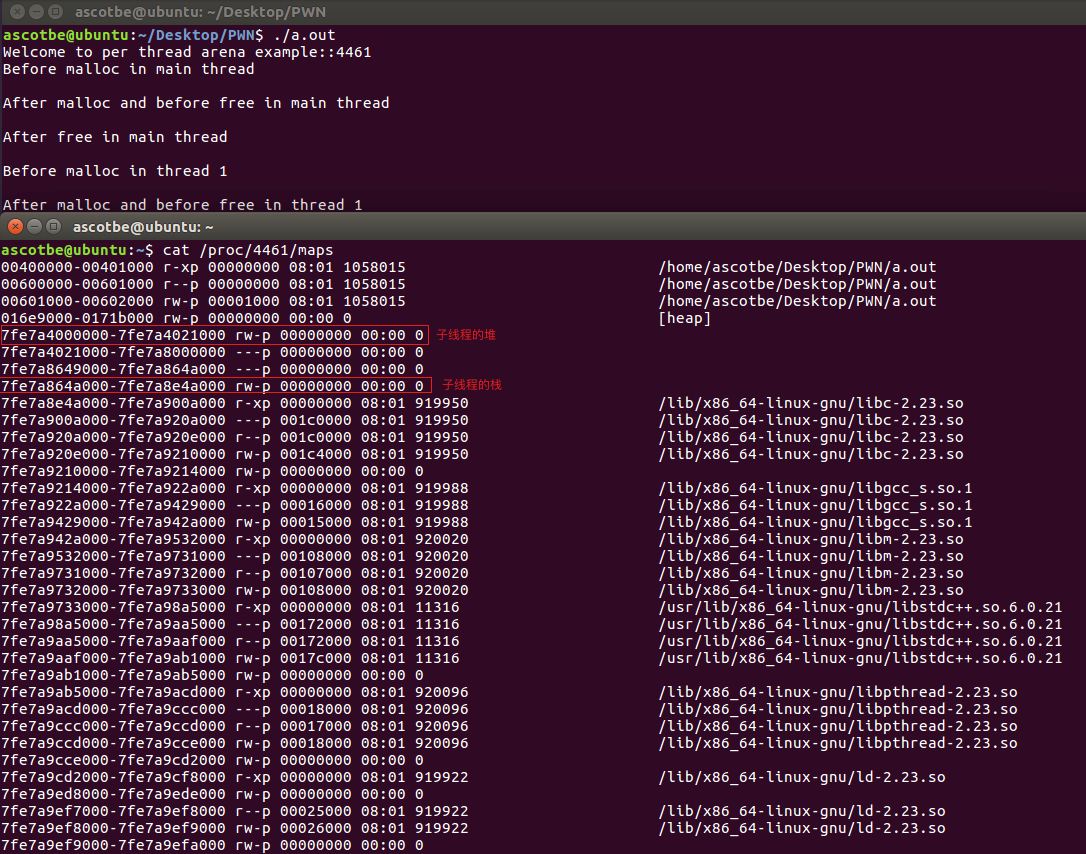 ascotbe@ubuntu: ~/Desktop/PWN
ascotbe@ubuntu:~/Desktop/PWN$ ./a.out
Welcome to per thread arena example::4461
Before malloc in main thread
After malloc and before free in main thread
After free in main thread
Before malloc in thread 1
After malloc and before free in thread 1
ascotbe@ubuntu: ~
ascotbe@ubuntu:~$ cat /proc/4461/maps
00400000-00401000 r-xp 00000000 08:01 1058015 /home/ascotbe/Desktop/PWN/a.out
00600000-00601000 r--p 00000000 08:01 1058015 /home/ascotbe/Desktop/PWN/a.out
00601000-00602000 rw-p 00001000 08:01 1058015 /home/ascotbe/Desktop/PWN/a.out
016e9000-0171b000 rw-p 00000000 00:00 0 [heap]
7fe7a4000000-7fe7a4021000 rw-p 00000000 00:00 0 子线程的堆
7fe7a4021000-7fe7a8000000 ---p 00000000 00:00 0
7fe7a8649000-7fe7a864a000 ---p 00000000 00:00 0
7fe7a864a000-7fe7a8e4a000 rw-p 00000000 00:00 0 子线程的栈
7fe7a8e4a000-7fe7a900a000 r-xp 00000000 08:01 919950 /lib/x86_64-linux-gnu/libc-2.23.so
7fe7a900a000-7fe7a920a000 ---p 001c0000 08:01 919950 /lib/x86_64-linux-gnu/libc-2.23.so
7fe7a920a000-7fe7a920e000 r--p 001c0000 08:01 919950 /lib/x86_64-linux-gnu/libc-2.23.so
7fe7a920e000-7fe7a9210000 rw-p 001c4000 08:01 919950 /lib/x86_64-linux-gnu/libc-2.23.so
7fe7a9210000-7fe7a9214000 rw-p 00000000 00:00 0
7fe7a9214000-7fe7a922a000 r-xp 00000000 08:01 919988 /lib/x86_64-linux-gnu/libgcc_s.so.1
7fe7a922a000-7fe7a9429000 ---p 00016000 08:01 919988 /lib/x86_64-linux-gnu/libgcc_s.so.1
7fe7a9429000-7fe7a942a000 rw-p 00015000 08:01 919988 /lib/x86_64-linux-gnu/libgcc_s.so.1
7fe7a942a000-7fe7a9532000 r-xp 00000000 08:01 920020 /lib/x86_64-linux-gnu/libm-2.23.so
7fe7a9532000-7fe7a9731000 ---p 00108000 08:01 920020 /lib/x86_64-linux-gnu/libm-2.23.so
7fe7a9731000-7fe7a9732000 r--p 00107000 08:01 920020 /lib/x86_64-linux-gnu/libm-2.23.so
7fe7a9732000-7fe7a9733000 rw-p 00108000 08:01 920020 /lib/x86_64-linux-gnu/libm-2.23.so
7fe7a9733000-7fe7a98a5000 r-xp 00000000 08:01 11316 /usr/lib/x86_64-linux-gnu/libstdc++.so.6.0.21
7fe7a98a5000-7fe7a9aa5000 ---p 00172000 08:01 11316 /usr/lib/x86_64-linux-gnu/libstdc++.so.6.0.21
7fe7a9aa5000-7fe7a9aaf000 r--p 00172000 08:01 11316 /usr/lib/x86_64-linux-gnu/libstdc++.so.6.0.21
7fe7a9aaf000-7fe7a9ab1000 rw-p 0017c000 08:01 11316 /usr/lib/x86_64-linux-gnu/libstdc++.so.6.0.21
7fe7a9ab1000-7fe7a9ab5000 rw-p 00000000 00:00 0
7fe7a9ab5000-7fe7a9acd000 r-xp 00000000 08:01 920096 /lib/x86_64-linux-gnu/libpthread-2.23.so
7fe7a9acd000-7fe7a9ccc000 ---p 00018000 08:01 920096 /lib/x86_64-linux-gnu/libpthread-2.23.so
7fe7a9ccc000-7fe7a9ccd000 r--p 00017000 08:01 920096 /lib/x86_64-linux-gnu/libpthread-2.23.so
7fe7a9ccd000-7fe7a9cce000 rw-p 00018000 08:01 920096 /lib/x86_64-linux-gnu/libpthread-2.23.so
7fe7a9cce000-7fe7a9cd2000 rw-p 00000000 00:00 0
7fe7a9cd2000-7fe7a9cf8000 r-xp 00000000 08:01 919922 /lib/x86_64-linux-gnu/ld-2.23.so
7fe7a9ed8000-7fe7a9ede000 rw-p 00000000 00:00 0
7fe7a9ef7000-7fe7a9ef8000 r--p 00025000 08:01 919922 /lib/x86_64-linux-gnu/ld-2.23.so
7fe7a9ef8000-7fe7a9ef9000 rw-p 00026000 08:01 919922 /lib/x86_64-linux-gnu/ld-2.23.so
7fe7a9ef9000-7fe7a9efa000 rw-p 00000000 00:00 0